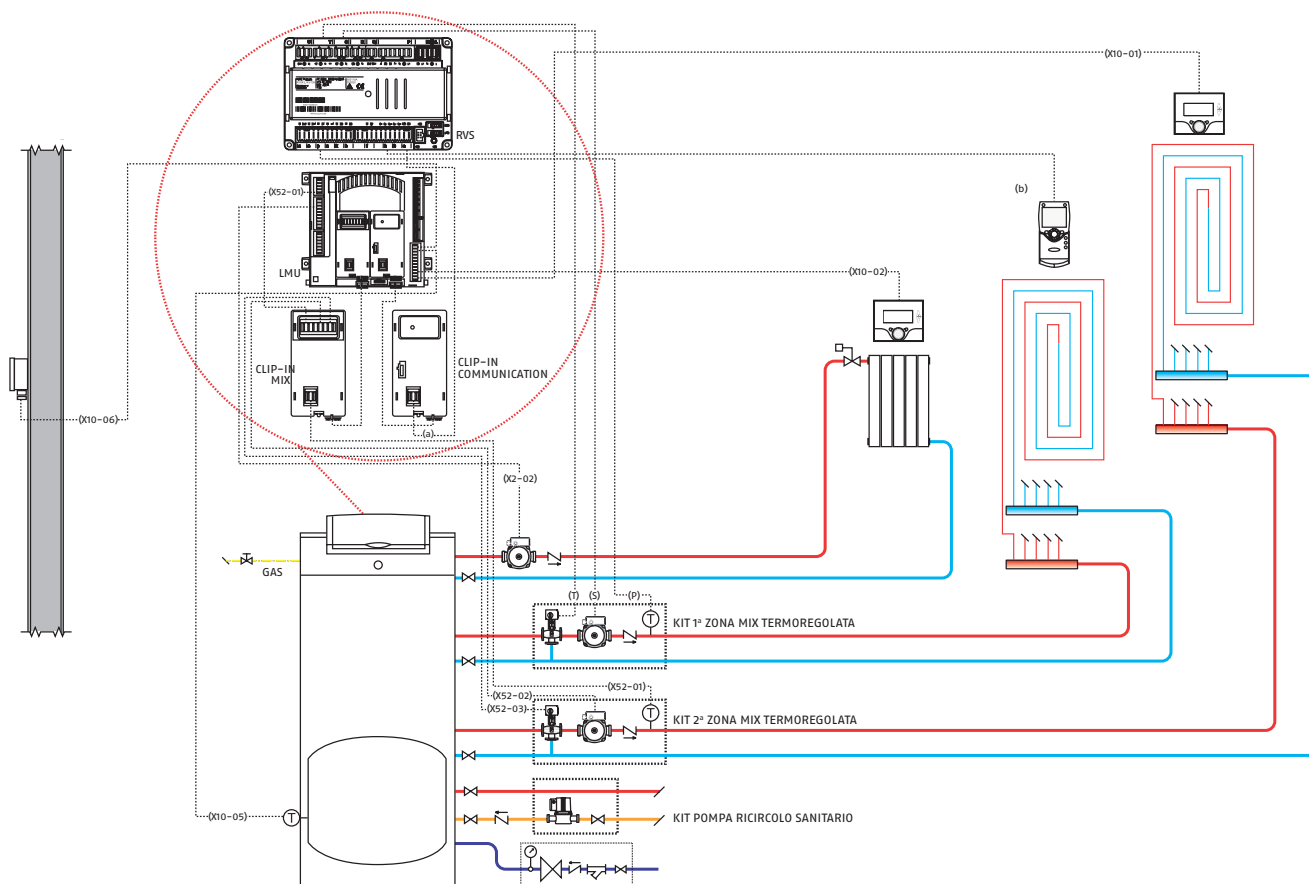 (X10-01)
RVS
(X52-01)
(b)
LMU
(X10-02)
CLIP-IN
MIX
CLIP-IN
COMMUNICATION
(X10-06)
(a)
(X2-02)
GAS
(T)
(S)
(P)
T
KIT 1ª ZONA MIX TERMOREGOLATA
(X52-01)
(X52-02)
(X52-03)
T
KIT 2ª ZONA MIX TERMOREGOLATA
(X10-05)
T
KIT POMPA RICIRCOLO SANITARIO